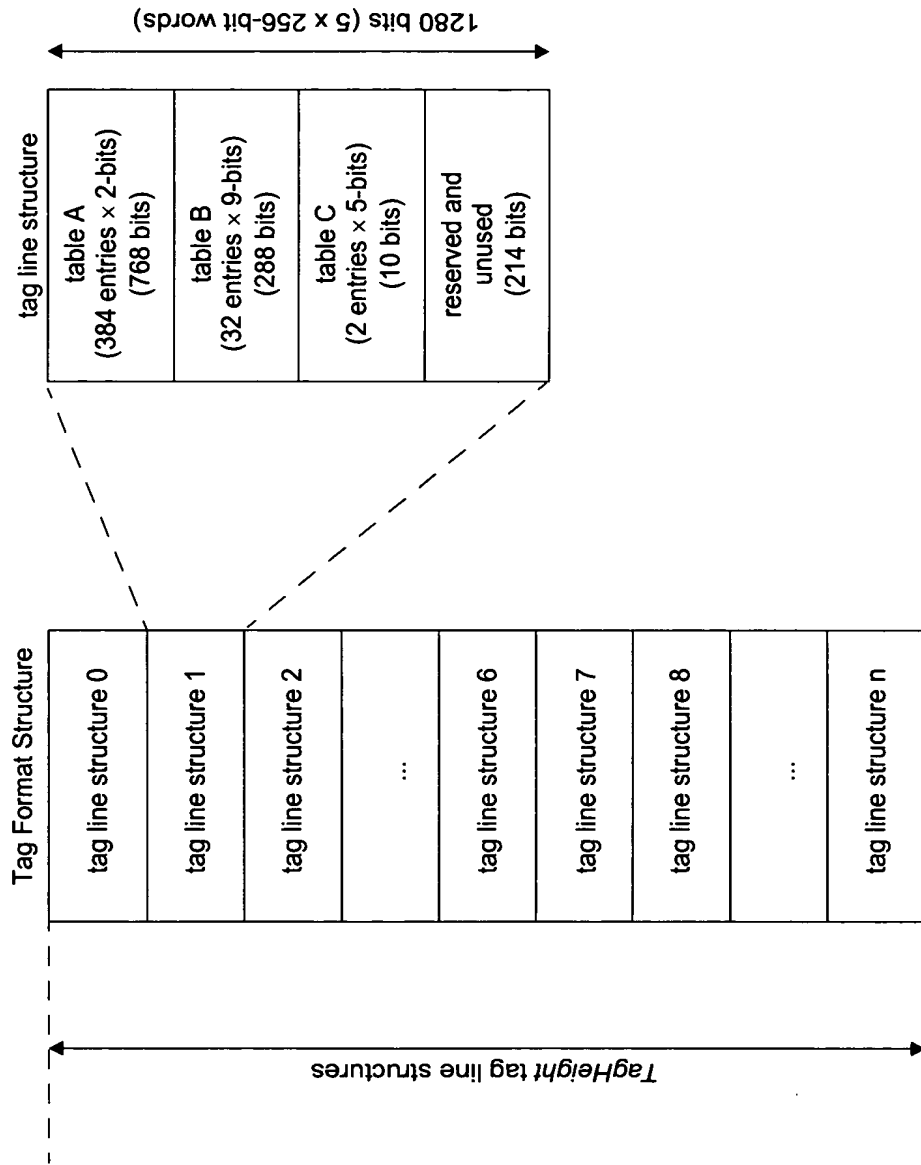 Tag Format Structure
tag line structure 0
tag line structure 1
tag line structure 2
...
tag line structure 6
tag line structure 7
tag line structure 8
...
tag line structure n
TagHeight tag line structures
tag line structure
table A
(384 entries × 2-bits)
(768 bits)
table B
(32 entries × 9-bits)
(288 bits)
table C
(2 entries × 5-bits)
(10 bits)
reserved and
unused
(214 bits)
1280 bits (5 x 256-bit words)